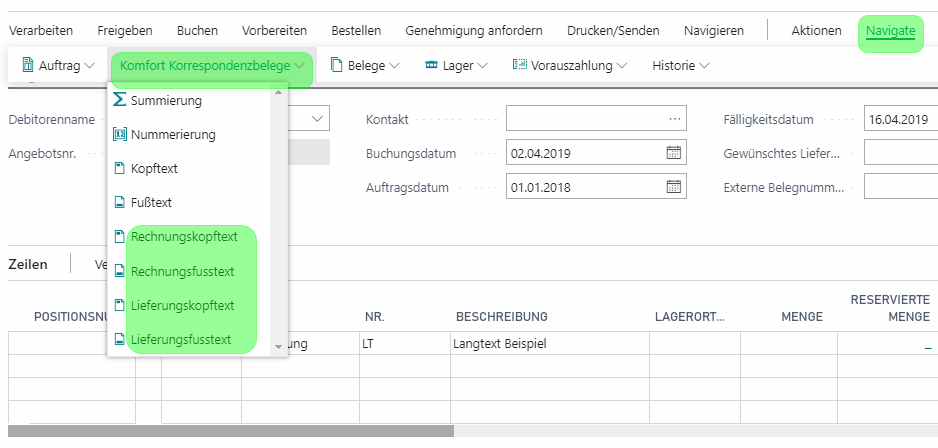 Verarbeiten Freigeben Buchen Vorbereiten Bestellen Genehmigung anfordern Drucken/Senden Navigieren Aktionen Navigate
Auftrag Komfort Korrespondenzbelege Belege Lager Vorauszahlung Historie
Summierung
Debitorenname Kontakt ... Fälligkeitsdatum 16.04.2019
Nummerierung
Angebotsnr. Buchungsdatum 02.04.2019 Gewünschtes Liefer...
Kopftext
Auftragsdatum 01.01.2018 Externe Belegnumm...
Fußtext
Rechnungskopftext
Zeilen Ve
Rechnungsfusstext
Lieferungskopftext
RESERVIERTE
POSITIONSNU NR. BESCHREIBUNG LAGERORT... MENGE MENGE
Lieferungsfusstext
ung LT Langtext Beispiel _